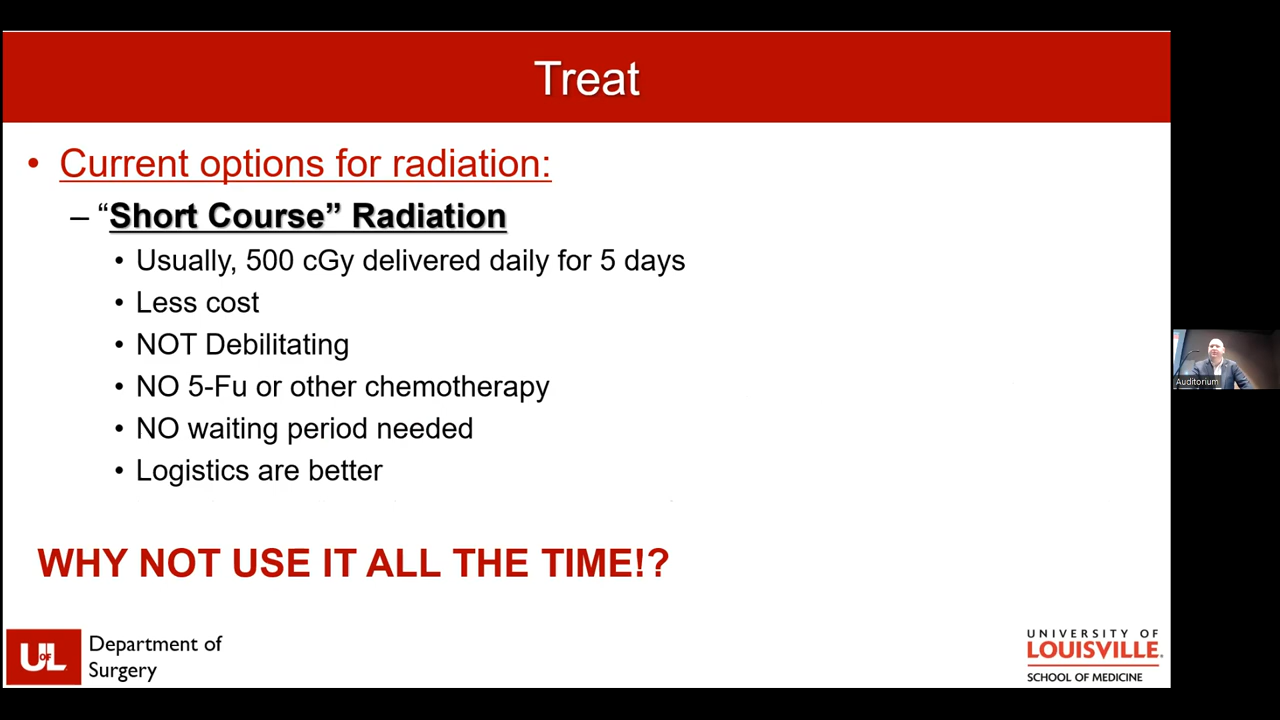 Treat
• Current options for radiation:
– “Short Course” Radiation
• Usually, 500 cGy delivered daily for 5 days
• Less cost
• NOT Debilitating
• NO 5-Fu or other chemotherapy
• NO waiting period needed
• Logistics are better
WHY NOT USE IT ALL THE TIME!?
Auditorium
UofL
Department of
Surgery
UNIVERSITY OF
LOUISVILLE.
SCHOOL OF MEDICINE